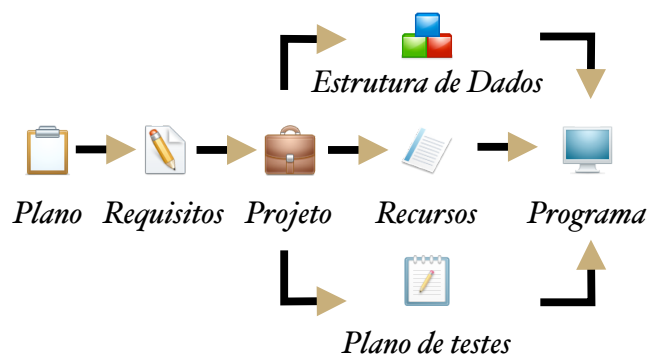 Estrutura de Dados
Plano
Requisitos
Projeto
Recursos
Programa
Plano de testes